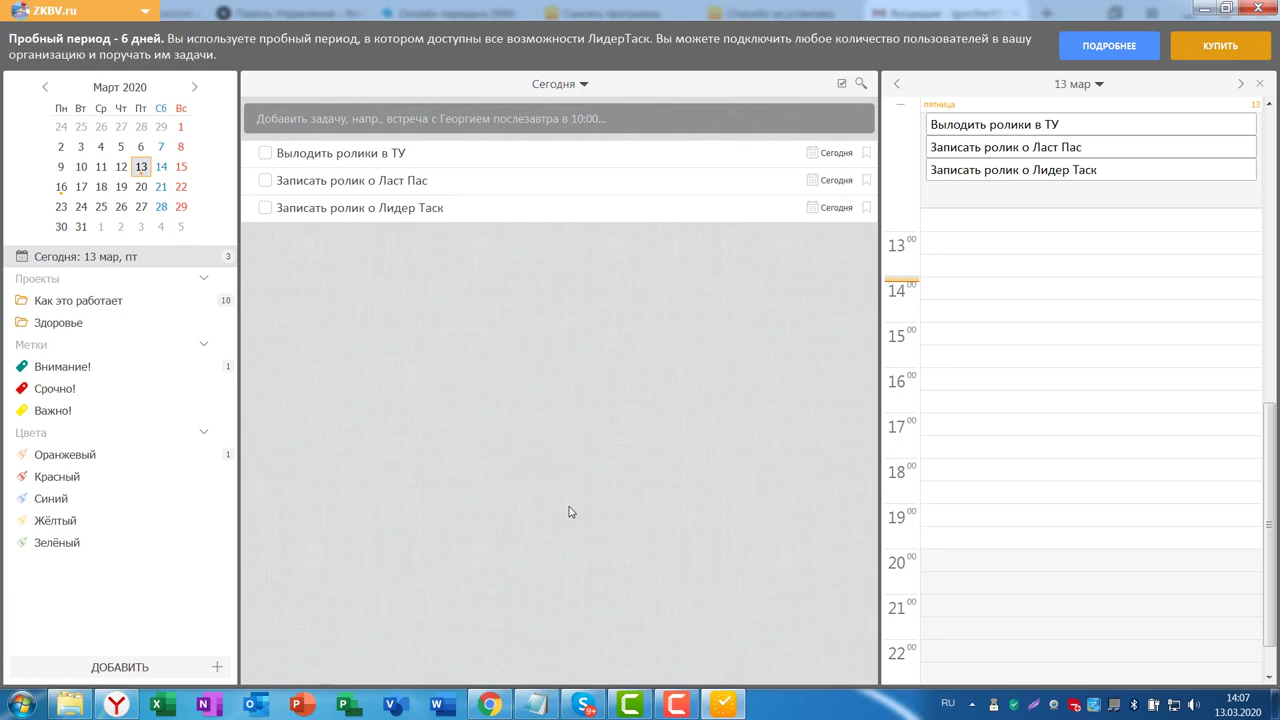 ZKBV.ru
Пробный период - 6 дней. Вы используете пробный период, в котором доступны все возможности ЛидерТаск. Вы можете подключить любое количество пользователей в вашу
организацию и поручать им задачи.
ПОДРОБНЕЕ
КУПИТЬ
Март 2020
Пн Вт Ср Чт Пт Сб Вс
24 25 26 27 28 29 1
2 3 4 5 6 7 8
9 10 11 12 13 14 15
16 17 18 19 20 21 22
23 24 25 26 27 28 29
30 31 1 2 3 4 5
Сегодня: 13 мар, пт 3
Проекты
Как это работает 10
Здоровье
Метки
Внимание! 1
Срочно!
Важно!
Цвета
Оранжевый 1
Красный
Синий
Жёлтый
Зелёный
ДОБАВИТЬ
Сегодня
Добавить задачу, напр., встреча с Георгием послезавтра в 10:00...
Вылодить ролики в ТУ Сегодня
Записать ролик о Ласт Пас Сегодня
Записать ролик о Лидер Таск Сегодня
13 мар
пятница 13
Вылодить ролики в ТУ
Записать ролик о Ласт Пас
Записать ролик о Лидер Таск
13 00
14 00
15 00
16 00
17 00
18 00
19 00
20 00
21 00
22 00
RU
14:07
13.03.2020